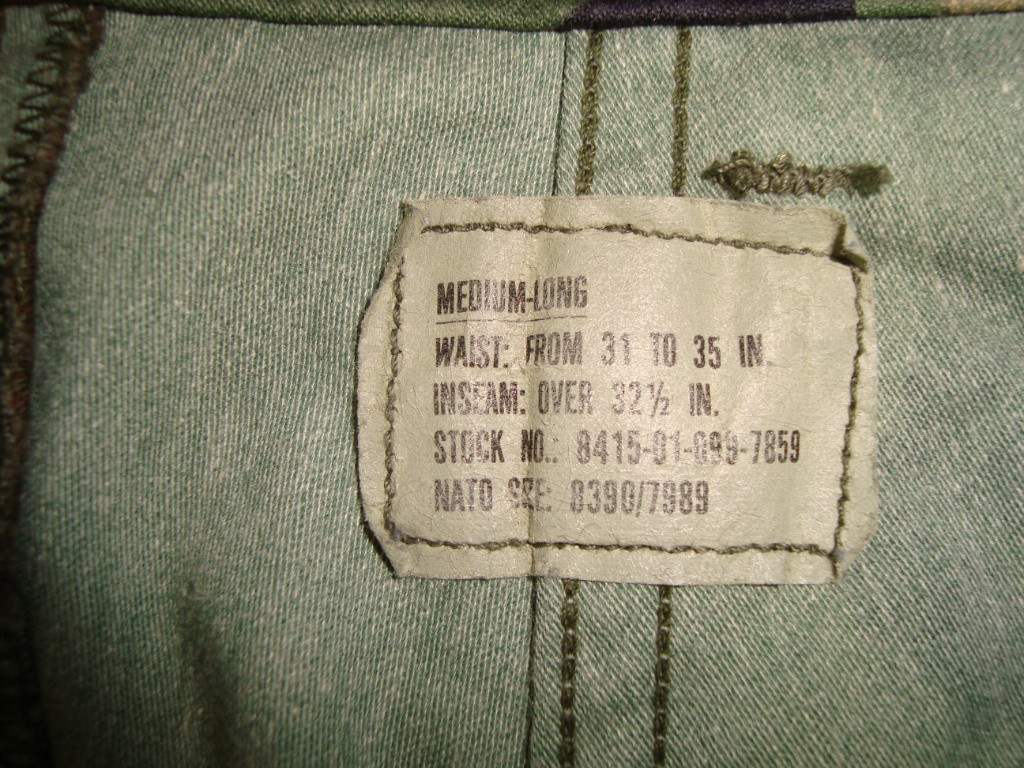 MEDIUM-LONG
WAIST: FROM 31 TO 35 IN.
INSEAM: OVER 32½ IN.
STOCK NO.: 8415-01-099-7859
NATO SIZE: 8390/7989